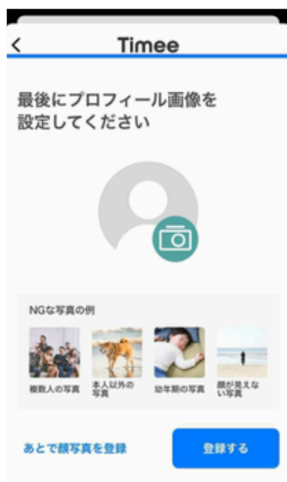 Timee
最後にプロフィール画像を
設定してください
NGな写真の例
複数人の写真
本人以外の
写真
幼年期の写真
顔が見えな
い写真
あとで顔写真を登録
登録する